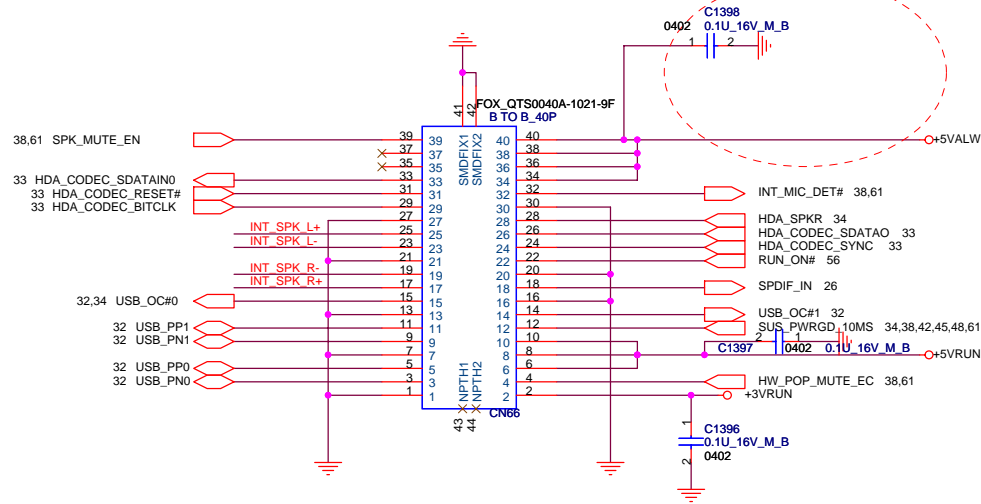 C1398
0402 0.1U_16V_M_B
1 2
41 42
FOX_QTS0040A-1021-9F
B TO B_40P
SMDFIX1 SMDFIX2
38,61 SPK_MUTE_EN 39 39 40 40 +5VALW
37 37 38 38
35 35 36 36
33 HDA_CODEC_SDATAIN0 33 33 34 34
33 HDA_CODEC_RESET# 31 31 32 32 INT_MIC_DET# 38,61
33 HDA_CODEC_BITCLK 29 29 30 30
27 27 28 28 HDA_SPKR 34
INT_SPK_L+ 25 25 26 26 HDA_CODEC_SDATAO 33
INT_SPK_L- 23 23 24 24 HDA_CODEC_SYNC 33
21 21 22 22 RUN_ON# 56
INT_SPK_R- 19 19 20 20
INT_SPK_R+ 17 17 18 18 SPDIF_IN 26
32,34 USB_OC#0 15 15 16 16
13 13 14 14 USB_OC#1 32
32 USB_PP1 11 11 12 12 SUS_PWRGD_10MS 34,38,42,45,48,61
32 USB_PN1 9 9 10 10
2 1
C1397 0402 0.1U_16V_M_B
7 7 8 8 +5VRUN
32 USB_PP0 5 5 6 6
32 USB_PN0 3 3 4 4 HW_POP_MUTE_EC 38,61
1 1 2 2 +3VRUN
NPTH1 NPTH2
43 44
CN66
1 2
C1396
0.1U_16V_M_B
0402